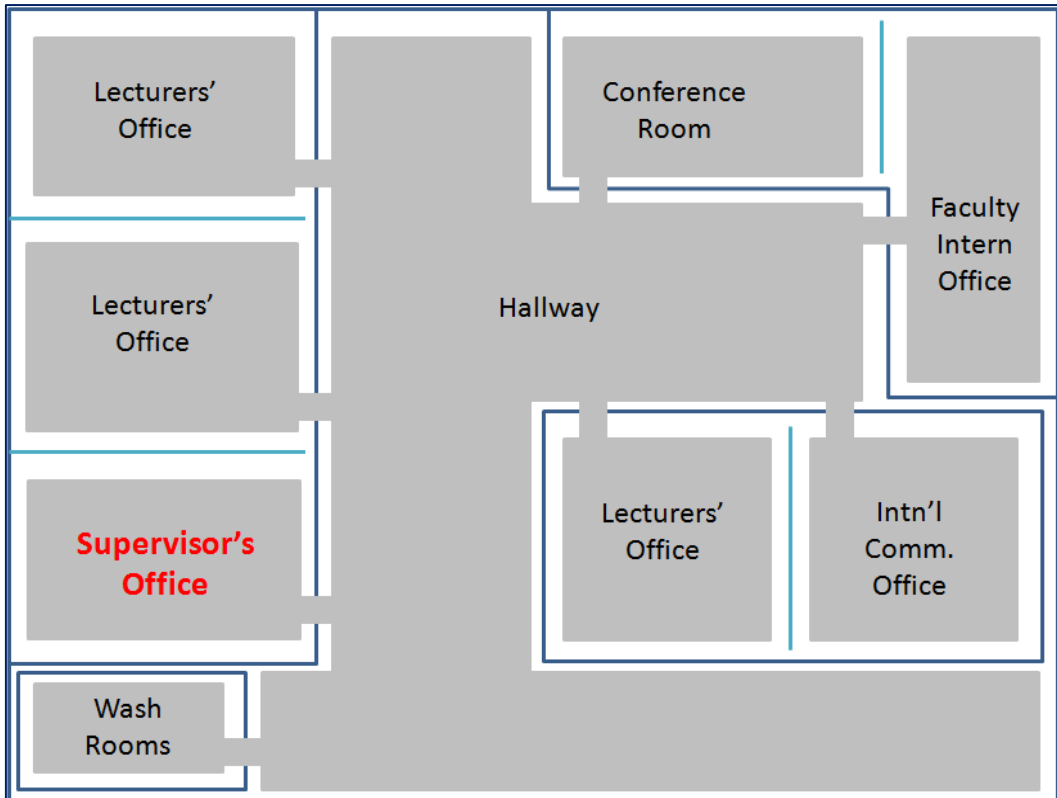 Lecturers’
Office
Conference
Room
Faculty
Intern
Office
Lecturers’
Office
Hallway
Supervisor’s
Office
Lecturers’
Office
Intn’l
Comm.
Office
Wash
Rooms